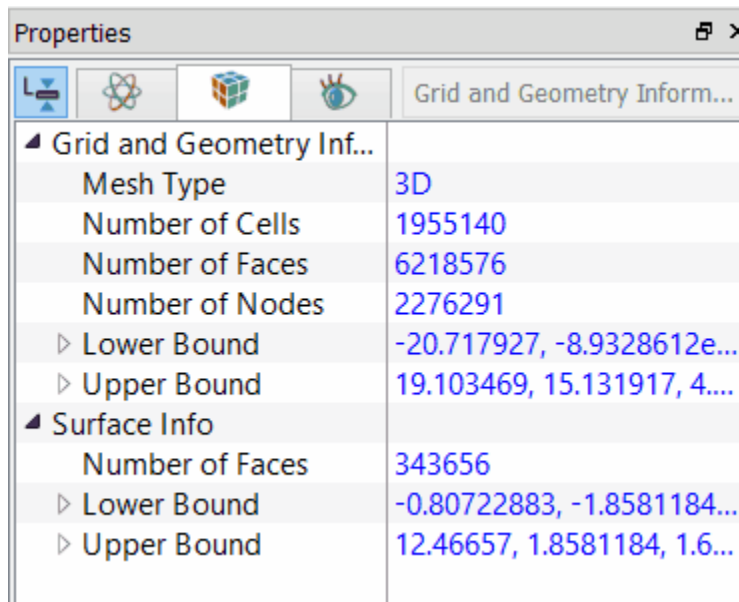 Properties
Grid and Geometry Inform...
Grid and Geometry Inf...
Mesh Type 3D
Number of Cells 1955140
Number of Faces 6218576
Number of Nodes 2276291
Lower Bound -20.717927, -8.9328612e...
Upper Bound 19.103469, 15.131917, 4....
Surface Info
Number of Faces 343656
Lower Bound -0.80722883, -1.8581184...
Upper Bound 12.46657, 1.8581184, 1.6...